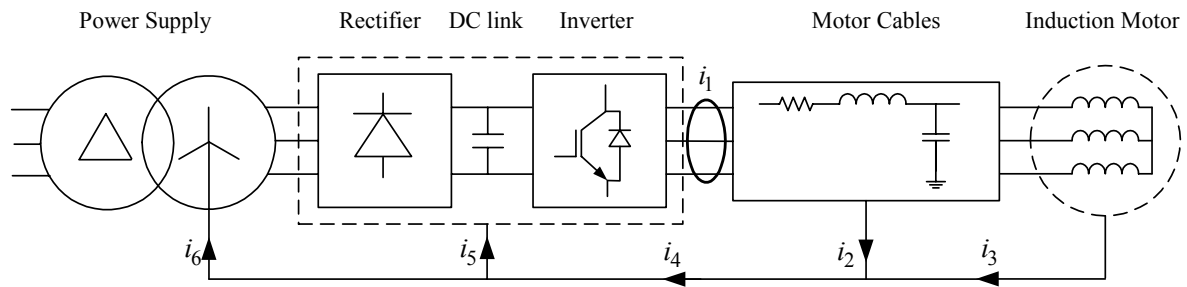 Power Supply Rectifier DC link Inverter Motor Cables Induction Motor
i1
i6 i5 i4 i2 i3